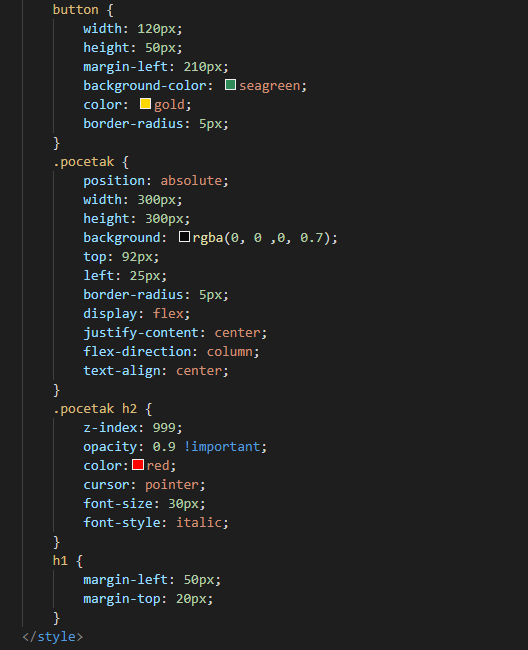 button {
width: 120px;
height: 50px;
margin-left: 210px;
background-color: seagreen;
color: gold;
border-radius: 5px;
}
.pocetak {
position: absolute;
width: 300px;
height: 300px;
background: rgba(0, 0 ,0, 0.7);
top: 92px;
left: 25px;
border-radius: 5px;
display: flex;
justify-content: center;
flex-direction: column;
text-align: center;
}
.pocetak h2 {
z-index: 999;
opacity: 0.9 !important;
color:red;
cursor: pointer;
font-size: 30px;
font-style: italic;
}
h1 {
margin-left: 50px;
margin-top: 20px;
}
</style>